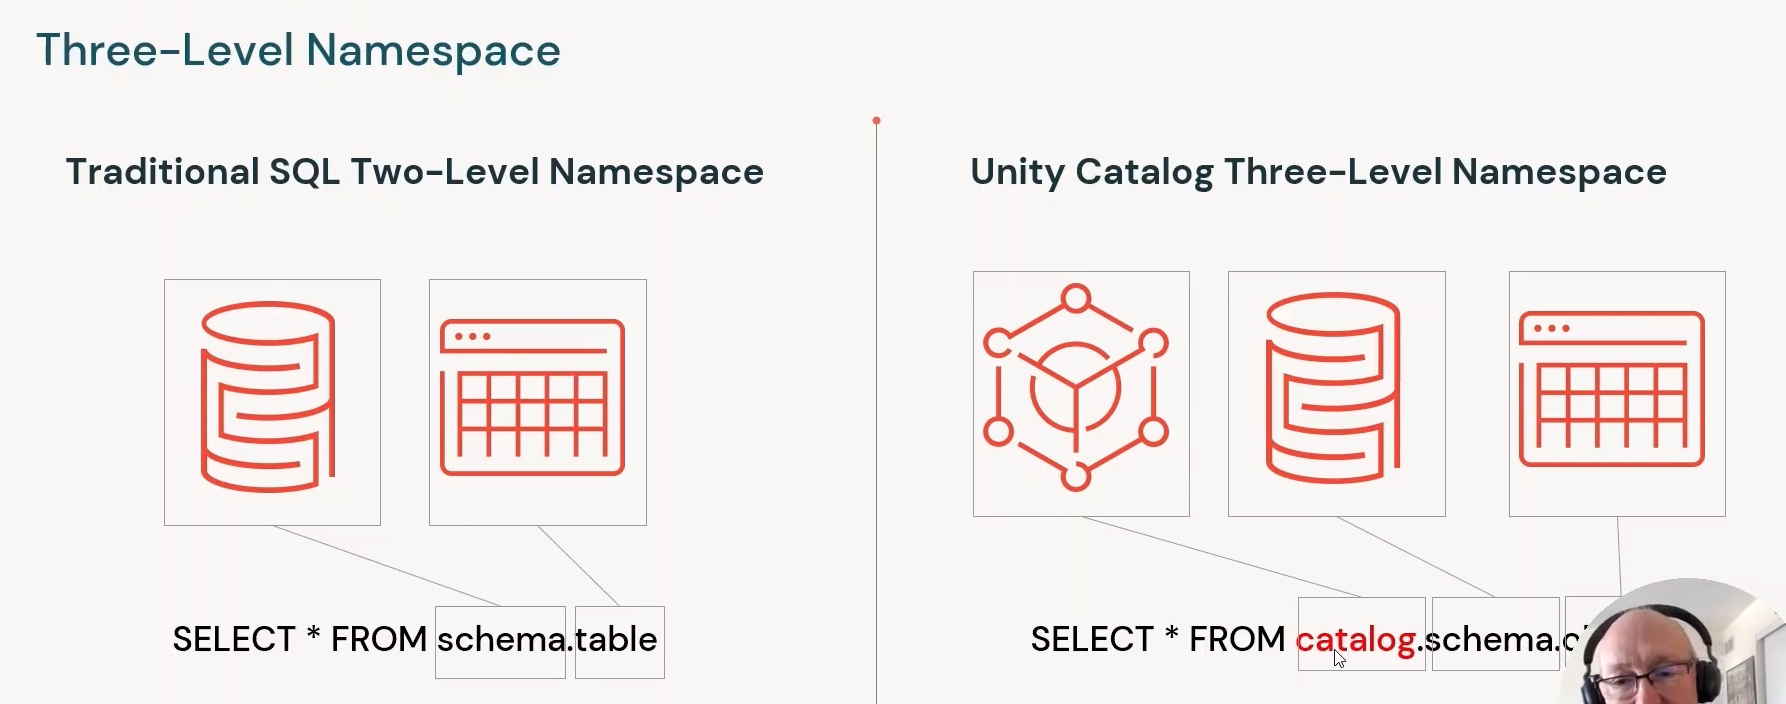 Three-Level Namespace
Traditional SQL Two-Level Namespace
Unity Catalog Three-Level Namespace
SELECT * FROM schema.table
SELECT * FROM catalog.schema.